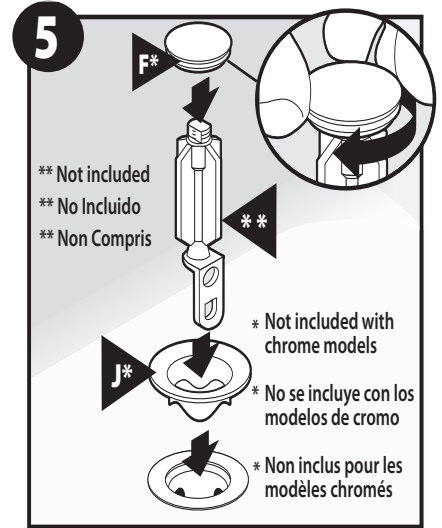 5
F*
** Not included
** No Incluido
** Non Compris
**
* Not included with
chrome models
J*
* No se incluye con los
modelos de cromo
* Non inclus pour les
modèles chromés